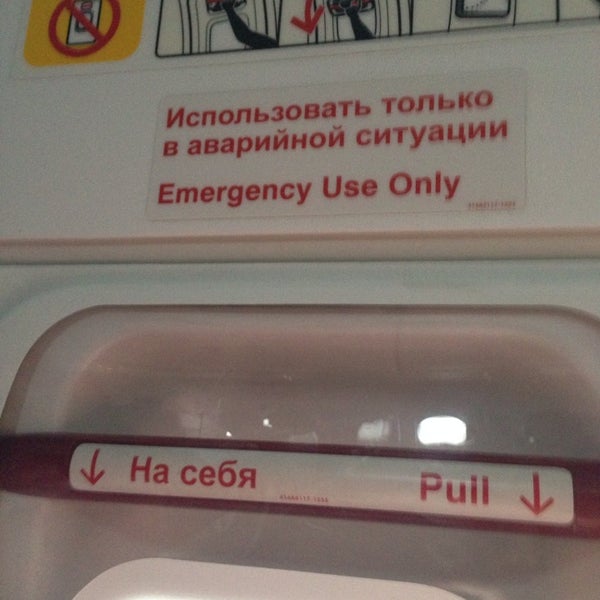 Использовать только
в аварийной ситуации
Emergency Use Only
На себя
Pull